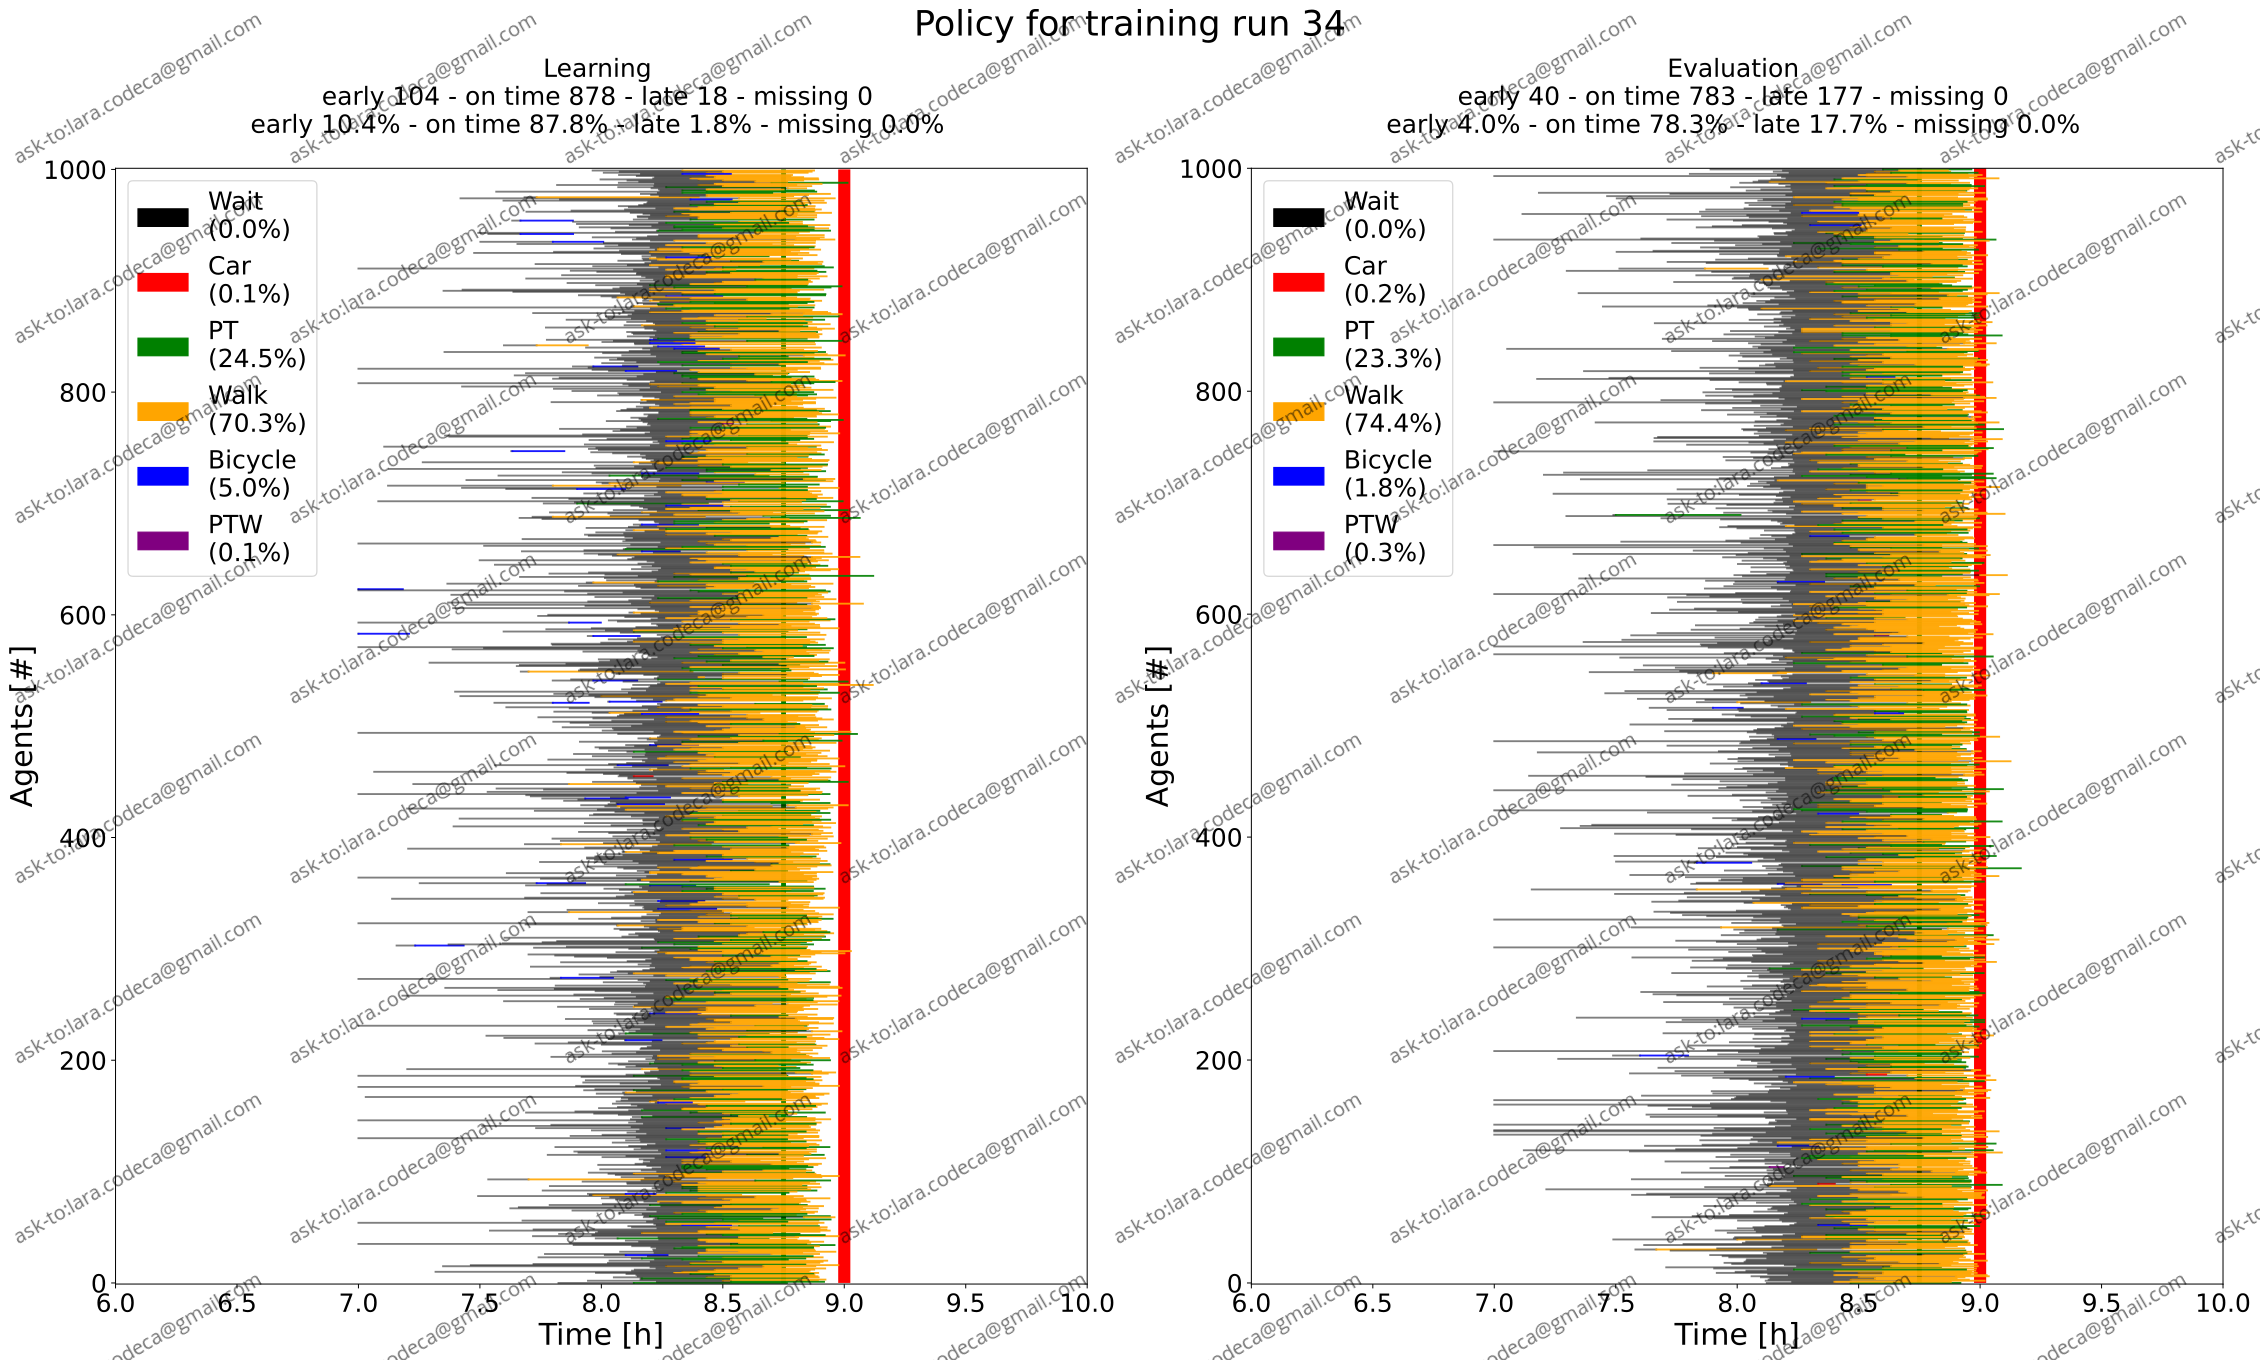 Policy for training run 34
Learning
early 104 - on time 878 - late 18 - missing 0
early 10.4% - on time 87.8% - late 1.8% - missing 0.0%
Wait
(0.0%)
Car
(0.1%)
PT
(24.5%)
Walk
(70.3%)
Bicycle
(5.0%)
PTW
(0.1%)
1000
800
600
400
200
0
Agents [#]
6.0 6.5 7.0 7.5 8.0 8.5 9.0 9.5 10.0
Time [h]
Evaluation
early 40 - on time 783 - late 177 - missing 0
early 4.0% - on time 78.3% - late 17.7% - missing 0.0%
Wait
(0.0%)
Car
(0.2%)
PT
(23.3%)
Walk
(74.4%)
Bicycle
(1.8%)
PTW
(0.3%)
1000
800
600
400
200
0
Agents [#]
6.0 6.5 7.0 7.5 8.0 8.5 9.0 9.5 10.0
Time [h]
ask-to:lara.codeca@gmail.com